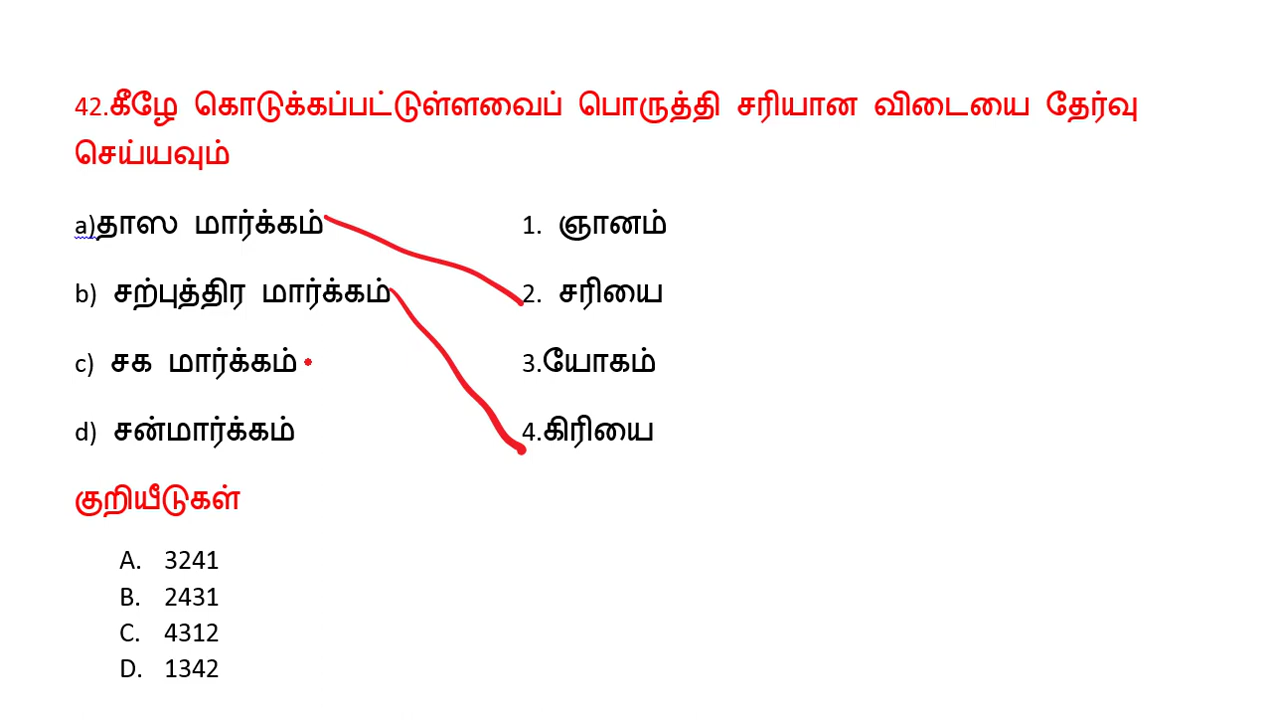 42.கீழே கொடுக்கப்பட்டுள்ளவைப் பொருத்தி சரியான விடையை தேர்வு
செய்யவும்
a)தாஸ மார்க்கம் 1. ஞானம்
b) சற்புத்திர மார்க்கம் 2. சரியை
c) சக மார்க்கம் 3.யோகம்
d) சன்மார்க்கம் 4.கிரியை
குறியீடுகள்
A. 3241
B. 2431
C. 4312
D. 1342